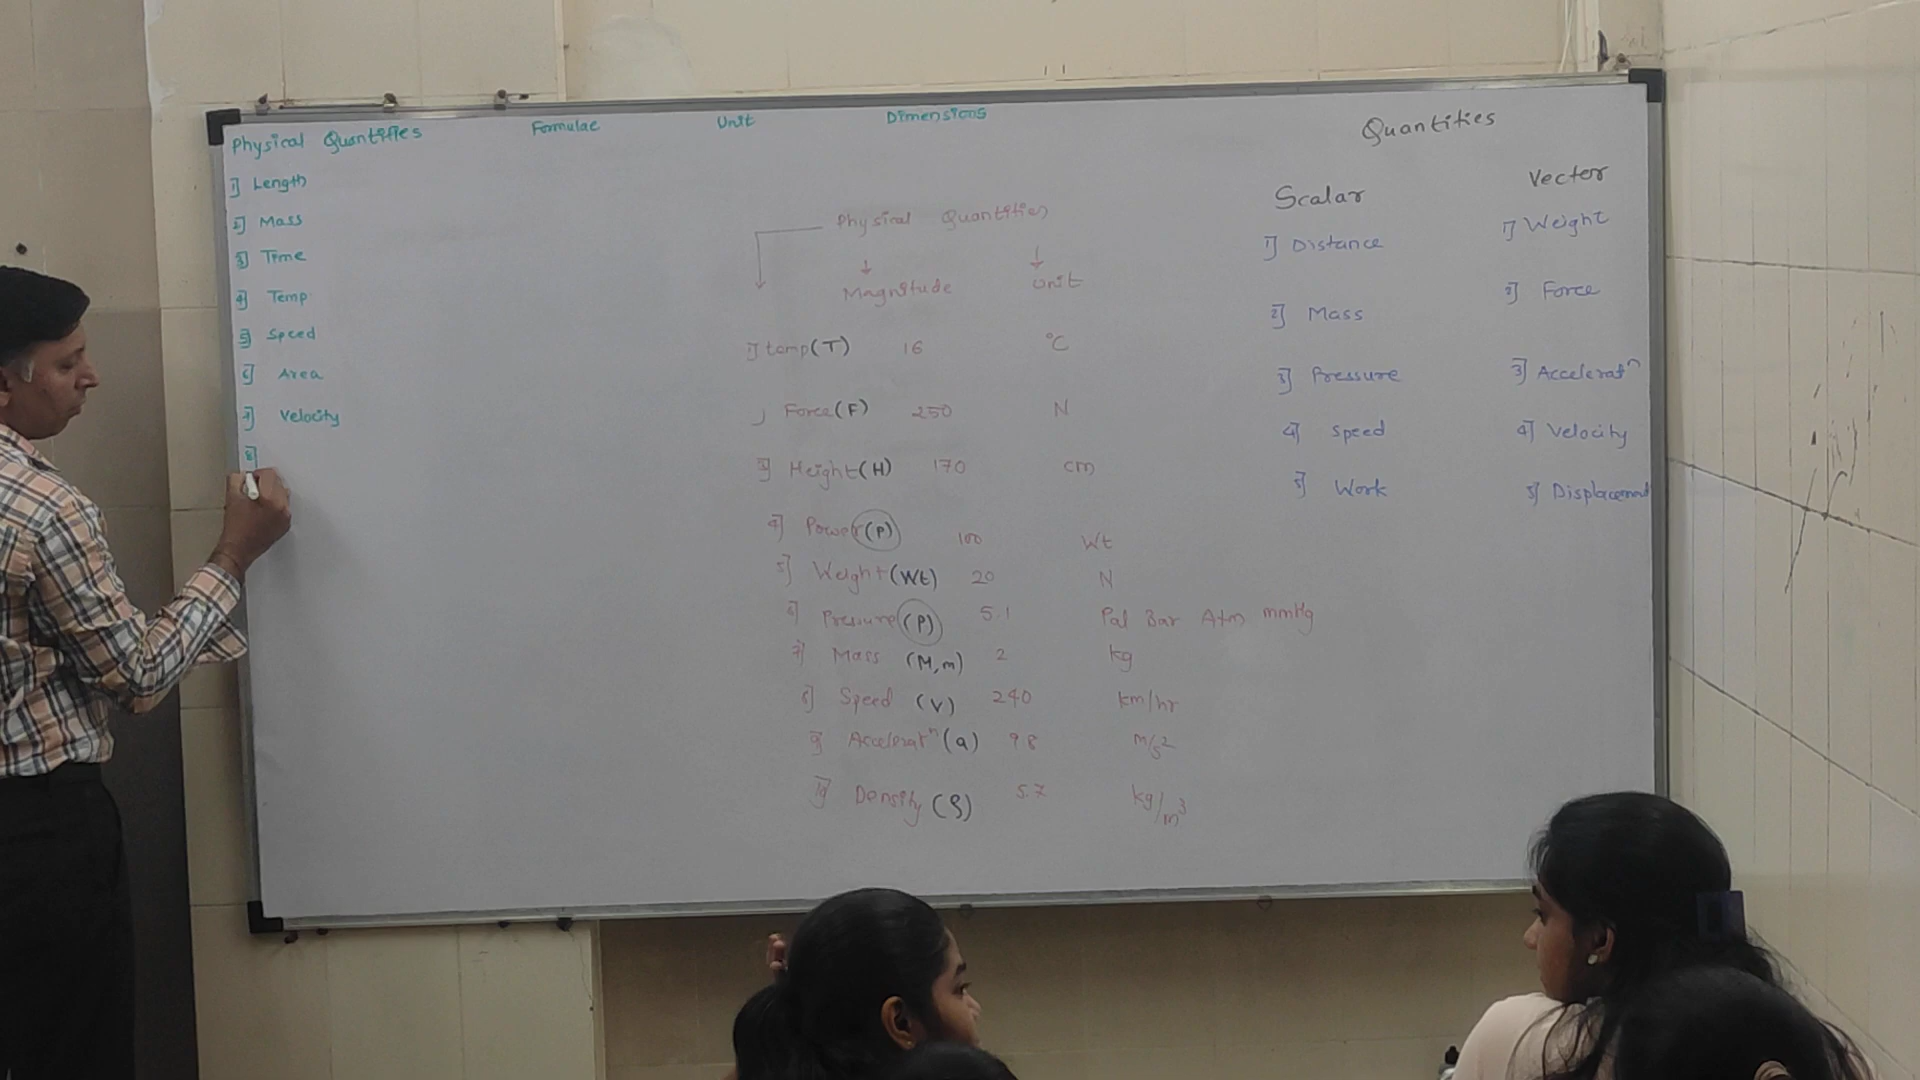 Physical Quantities Formulae Unit Dimensions
1] Length
2] Mass
3] Time
4] Temp
5] Speed
6] Area
7] Velocity
8]
Physical Quantities
Magnitude Unit
1] temp(T) 16 °C
Force(F) 250 N
3] Height(H) 170 cm
4] Power(P) 100 Wt
5] Weight(Wt) 20 N
6] Pressure(P) 5.1 Pal Bar Atm mmHg
7] Mass (M,m) 2 kg
8] Speed (V) 240 km/hr
9] Acceleratⁿ(a) 9.8 m/s2
10] Density(ρ) 5.7 kg/m3
Quantities
Scalar Vector
1] Distance 1] Weight
2] Mass 2] Force
3] Pressure 3] Acceleratⁿ
4] Speed 4] Velocity
5] Work 5] Displacement